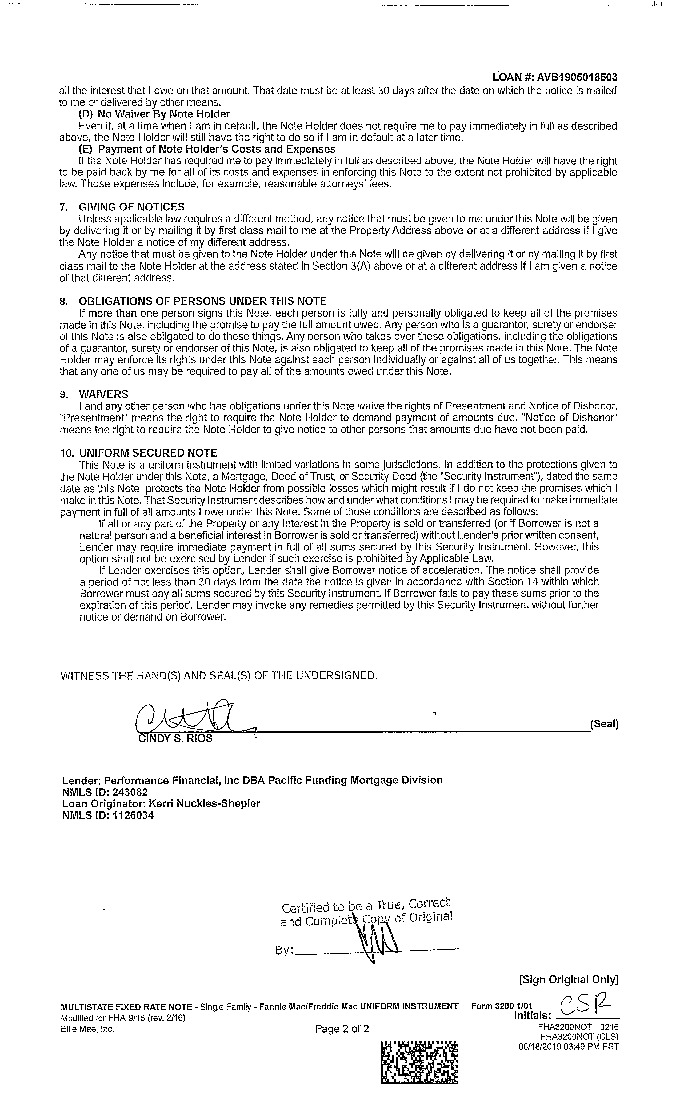 LOAN #: AVB1905018503
all the interest that I owe on that amount. That date must be at least 30 days after the date on which the notice is mailed
to me or delivered by other means.
(D) No Waiver By Note Holder
Even if, at a time when I am in default, the Note Holder does not require me to pay immediately in full as described
above, the Note Holder will still have the right to do so if I am in default at a later time.
(E) Payment of Note Holder's Costs and Expenses
If the Note Holder has required me to pay immediately in full as described above, the Note Holder will have the right
to be paid back by me for all of its costs and expenses in enforcing this Note to the extent not prohibited by applicable
law. Those expenses include, for example, reasonable attorneys' fees.
7. GIVING OF NOTICES
Unless applicable law requires a different method, any notice that must be given to me under this Note will be given
by delivering it or by mailing it by first class mail to me at the Property Address above or at a different address if I give
the Note Holder a notice of my different address.
Any notice that must be given to the Note Holder under this Note will be given by delivering it or by mailing it by first
class mail to the Note Holder at the address stated in Section 3(A) above or at a different address if I am given a notice
of that different address.
8. OBLIGATIONS OF PERSONS UNDER THIS NOTE
If more than one person signs this Note, each person is fully and personally obligated to keep all of the promises
made in this Note, including the promise to pay the full amount owed. Any person who is a guarantor, surety or endorser
of this Note is also obligated to do these things. Any person who takes over these obligations, including the obligations
of a guarantor, surety or endorser of this Note, is also obligated to keep all of the promises made in this Note. The Note
Holder may enforce its rights under this Note against each person individually or against all of us together. This means
that any one of us may be required to pay all of the amounts owed under this Note.
9. WAIVERS
I and any other person who has obligations under this Note waive the rights of Presentment and Notice of Dishonor.
"Presentment" means the right to require the Note Holder to demand payment of amounts due. "Notice of Dishonor"
means the right to require the Note Holder to give notice to other persons that amounts due have not been paid.
10. UNIFORM SECURED NOTE
This Note is a uniform instrument with limited variations in some jurisdictions. In addition to the protections given to
the Note Holder under this Note, a Mortgage, Deed of Trust, or Security Deed (the "Security Instrument"), dated the same
date as this Note, protects the Note Holder from possible losses which might result if I do not keep the promises which I
make in this Note. That Security Instrument describes how and under what conditions I may be required to make immediate
payment in full of all amounts I owe under this Note. Some of those conditions are described as follows:
If all or any part of the Property or any Interest in the Property is sold or transferred (or if Borrower is not a
natural person and a beneficial interest in Borrower is sold or transferred) without Lender's prior written consent,
Lender may require immediate payment in full of all sums secured by this Security Instrument. However, this
option shall not be exercised by Lender if such exercise is prohibited by Applicable Law.
If Lender exercises this option, Lender shall give Borrower notice of acceleration. The notice shall provide
a period of not less than 30 days from the date the notice is given in accordance with Section 14 within which
Borrower must pay all sums secured by this Security Instrument. If Borrower fails to pay these sums prior to the
expiration of this period, Lender may invoke any remedies permitted by this Security Instrument without further
notice or demand on Borrower.
WITNESS THE HAND(S) AND SEAL(S) OF THE UNDERSIGNED.
(Seal)
CINDY S. RIOS
Lender: Performance Financial, Inc DBA Pacific Funding Mortgage Division
NMLS ID: 243082
Loan Originator: Kerri Nuckles-Shepler
NMLS ID: 1126034
Certified to be a True, Correct
and Complete Copy of Original
By:
[Sign Original Only]
MULTISTATE FIXED RATE NOTE - Single Family - Fannie Mae/Freddie Mac UNIFORM INSTRUMENT Form 3200 1/01
Modified for FHA 9/15 (rev. 2/16)
Initials: CSR
Ellie Mae, Inc. Page 2 of 2
FHA3200NOT 0216
FHA3200NOT (CLS)
06/18/2019 03:49 PM PST